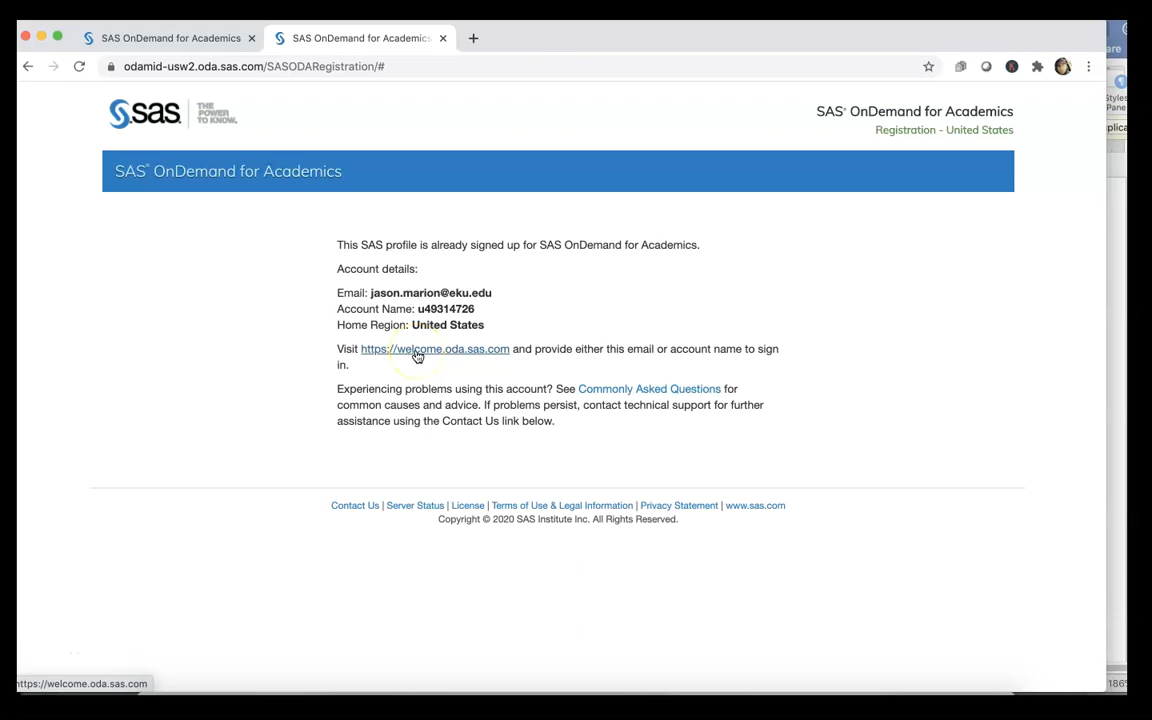 SAS OnDemand for Academics
SAS OnDemand for Academics
odamid-usw2.oda.sas.com/SASODARegistration/#
are
sas. THE POWER TO KNOW.
SAS® OnDemand for Academics
Registration - United States
Styles
Pane
plica
SAS® OnDemand for Academics
This SAS profile is already signed up for SAS OnDemand for Academics.
Account details:
Email: jason.marion@eku.edu
Account Name: u49314726
Home Region: United States
Visit https://welcome.oda.sas.com and provide either this email or account name to sign
in.
Experiencing problems using this account? See Commonly Asked Questions for
common causes and advice. If problems persist, contact technical support for further
assistance using the Contact Us link below.
Contact Us | Server Status | License | Terms of Use & Legal Information | Privacy Statement | www.sas.com
Copyright © 2020 SAS Institute Inc. All Rights Reserved.
https://welcome.oda.sas.com
186%